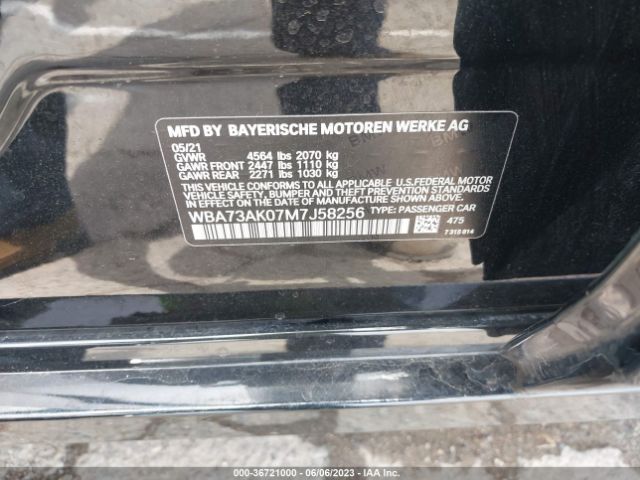 MFD BY BAYERISCHE MOTOREN WERKE AG
05/21
GVWR 4564 lbs 2070 kg
GAWR FRONT 2447 lbs 1110 kg
GAWR REAR 2271 lbs 1030 kg
THIS VEHICLE CONFORMS TO ALL APPLICABLE U.S.FEDERAL MOTOR
VEHICLE SAFETY, BUMPER AND THEFT PREVENTION STANDARDS
IN EFFECT ON THE DATE OF MANUFACTURE SHOWN ABOVE.
WBA73AK07M7J58256 TYPE: PASSENGER CAR
475
7 318 814
000-36721000 - 06/06/2023 - IAA Inc.